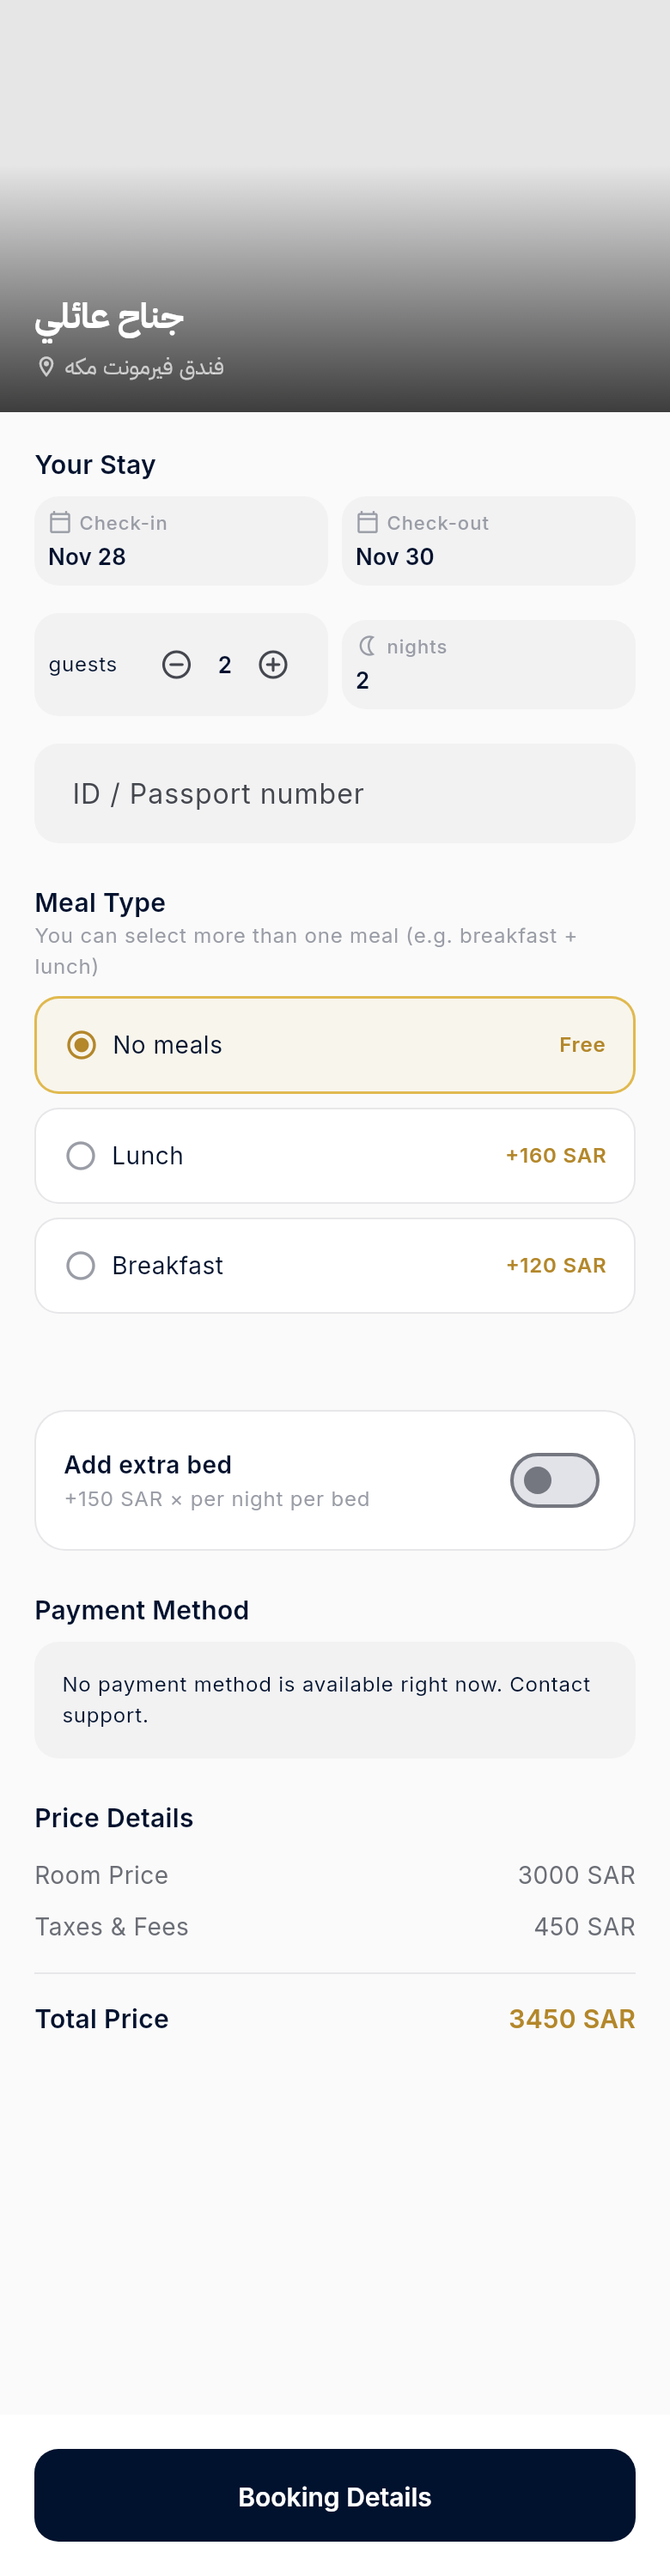 جناح عائلي
فندق فيرمونت مكه
Your Stay
Check-in
Nov 28
Check-out
Nov 30
guests 2
nights
2
ID / Passport number
Meal Type
You can select more than one meal (e.g. breakfast +
lunch)
No meals Free
Lunch +160 SAR
Breakfast +120 SAR
Add extra bed
+150 SAR × per night per bed
Payment Method
No payment method is available right now. Contact
support.
Price Details
Room Price 3000 SAR
Taxes & Fees 450 SAR
Total Price 3450 SAR
Booking Details